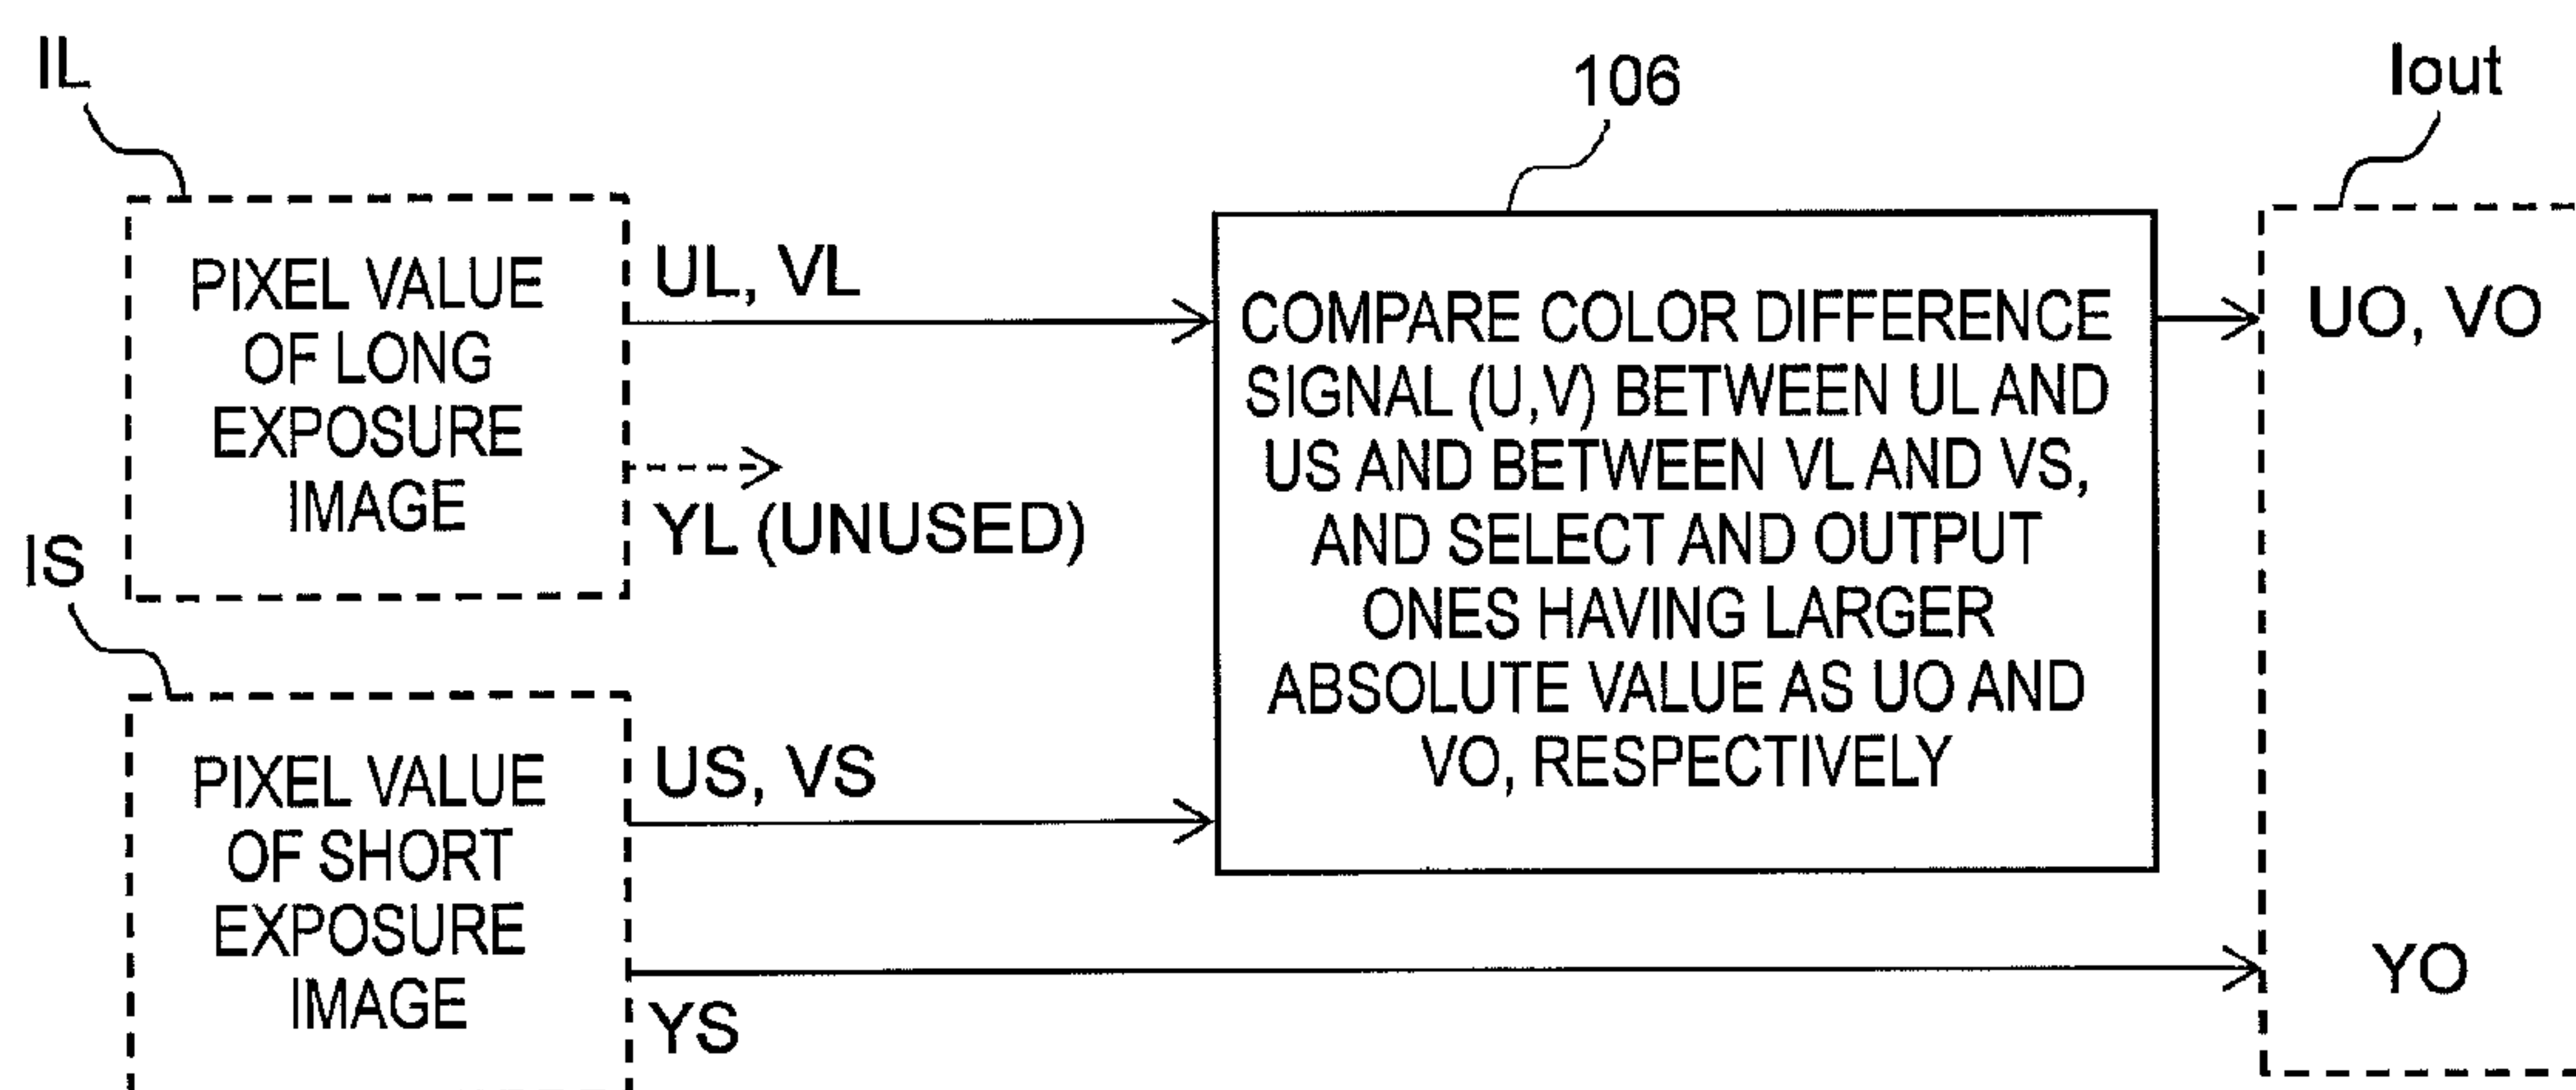 IL
106
Iout
PIXEL VALUE
OF LONG
EXPOSURE
IMAGE
UL, VL
YL (UNUSED)
COMPARE COLOR DIFFERENCE
SIGNAL (U,V) BETWEEN UL AND
US AND BETWEEN VL AND VS,
AND SELECT AND OUTPUT
ONES HAVING LARGER
ABSOLUTE VALUE AS UO AND
VO, RESPECTIVELY
UO, VO
IS
PIXEL VALUE
OF SHORT
EXPOSURE
IMAGE
US, VS
YS
YO